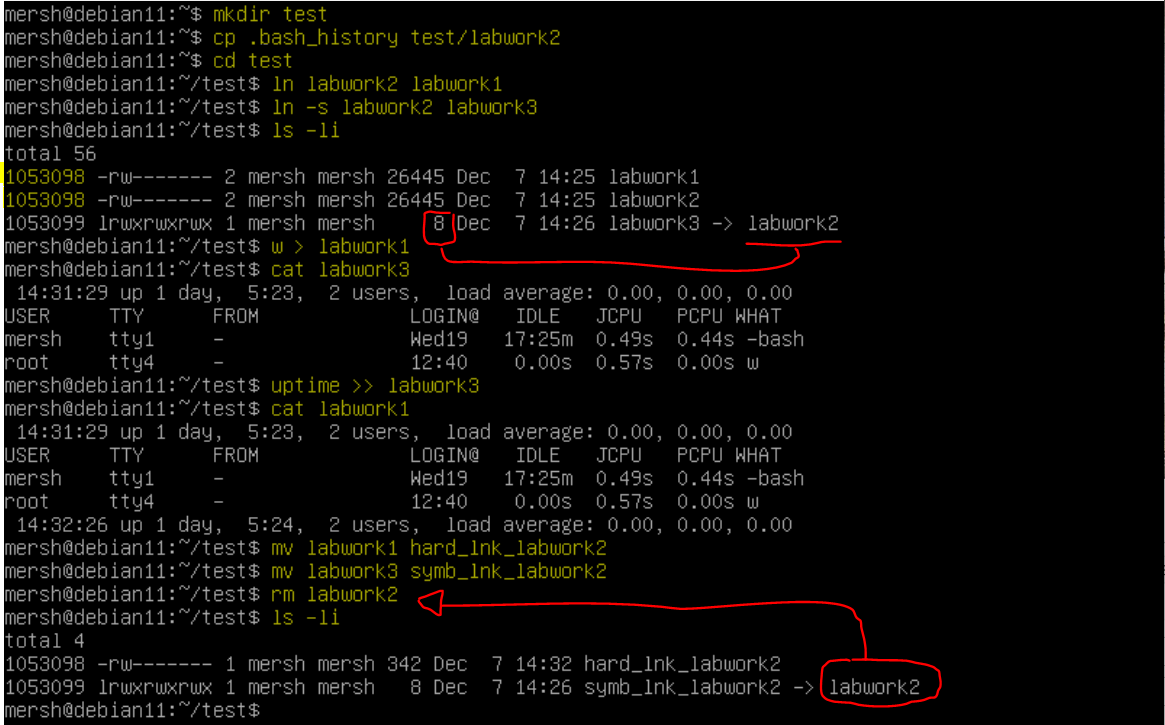 mersh@debian11:~$ mkdir test
mersh@debian11:~$ cp .bash_history test/labwork2
mersh@debian11:~$ cd test
mersh@debian11:~/test$ ln labwork2 labwork1
mersh@debian11:~/test$ ln -s labwork2 labwork3
mersh@debian11:~/test$ ls -li
total 56
1053098 -rw------- 2 mersh mersh 26445 Dec  7 14:25 labwork1
1053098 -rw------- 2 mersh mersh 26445 Dec  7 14:25 labwork2
1053099 lrwxrwxrwx 1 mersh mersh     8 Dec  7 14:26 labwork3 -> labwork2
mersh@debian11:~/test$ w > labwork1
mersh@debian11:~/test$ cat labwork3
 14:31:29 up 1 day,  5:23,  2 users,  load average: 0.00, 0.00, 0.00
USER     TTY      FROM             LOGIN@   IDLE   JCPU   PCPU WHAT
mersh    tty1     -                Wed19   17:25m  0.49s  0.44s -bash
root     tty4     -                12:40    0.00s  0.57s  0.00s w
mersh@debian11:~/test$ uptime >> labwork3
mersh@debian11:~/test$ cat labwork1
 14:31:29 up 1 day,  5:23,  2 users,  load average: 0.00, 0.00, 0.00
USER     TTY      FROM             LOGIN@   IDLE   JCPU   PCPU WHAT
mersh    tty1     -                Wed19   17:25m  0.49s  0.44s -bash
root     tty4     -                12:40    0.00s  0.57s  0.00s w
 14:32:26 up 1 day,  5:24,  2 users,  load average: 0.00, 0.00, 0.00
mersh@debian11:~/test$ mv labwork1 hard_lnk_labwork2
mersh@debian11:~/test$ mv labwork3 symb_lnk_labwork2
mersh@debian11:~/test$ rm labwork2
mersh@debian11:~/test$ ls -li
total 4
1053098 -rw------- 1 mersh mersh 342 Dec  7 14:32 hard_lnk_labwork2
1053099 lrwxrwxrwx 1 mersh mersh   8 Dec  7 14:26 symb_lnk_labwork2 -> labwork2
mersh@debian11:~/test$